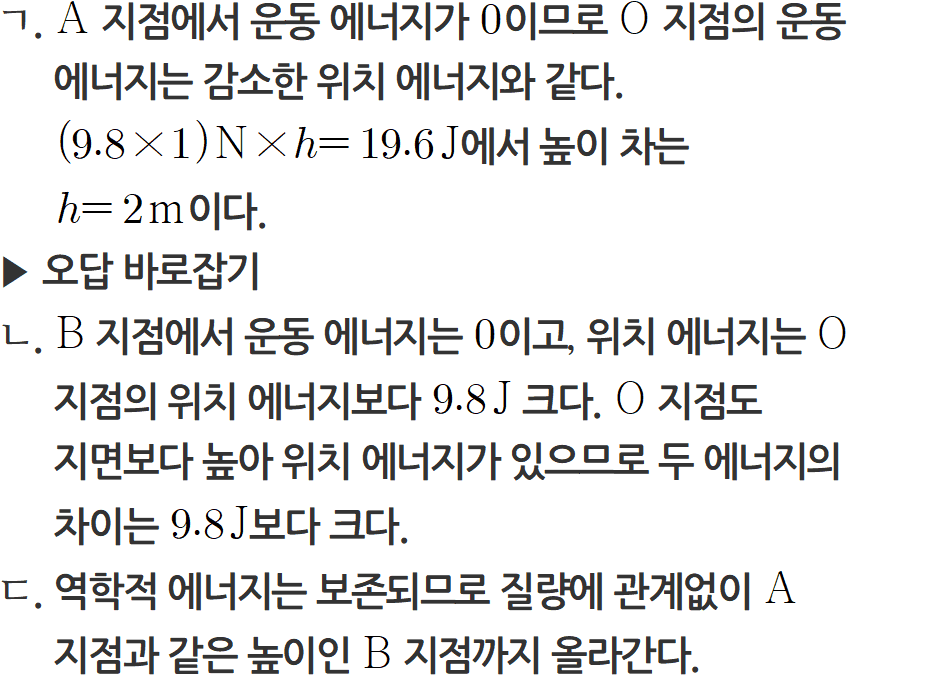 ㄱ. A 지점에서 운동 에너지가 0이므로 O 지점의 운동
에너지는 감소한 위치 에너지와 같다.
(9.8×1)N×h=19.6J에서 높이 차는
h=2m이다.
▶ 오답 바로잡기
ㄴ. B 지점에서 운동 에너지는 0이고, 위치 에너지는 O
지점의 위치 에너지보다 9.8J 크다. O 지점도
지면보다 높아 위치 에너지가 있으므로 두 에너지의
차이는 9.8J보다 크다.
ㄷ. 역학적 에너지는 보존되므로 질량에 관계없이 A
지점과 같은 높이인 B 지점까지 올라간다.